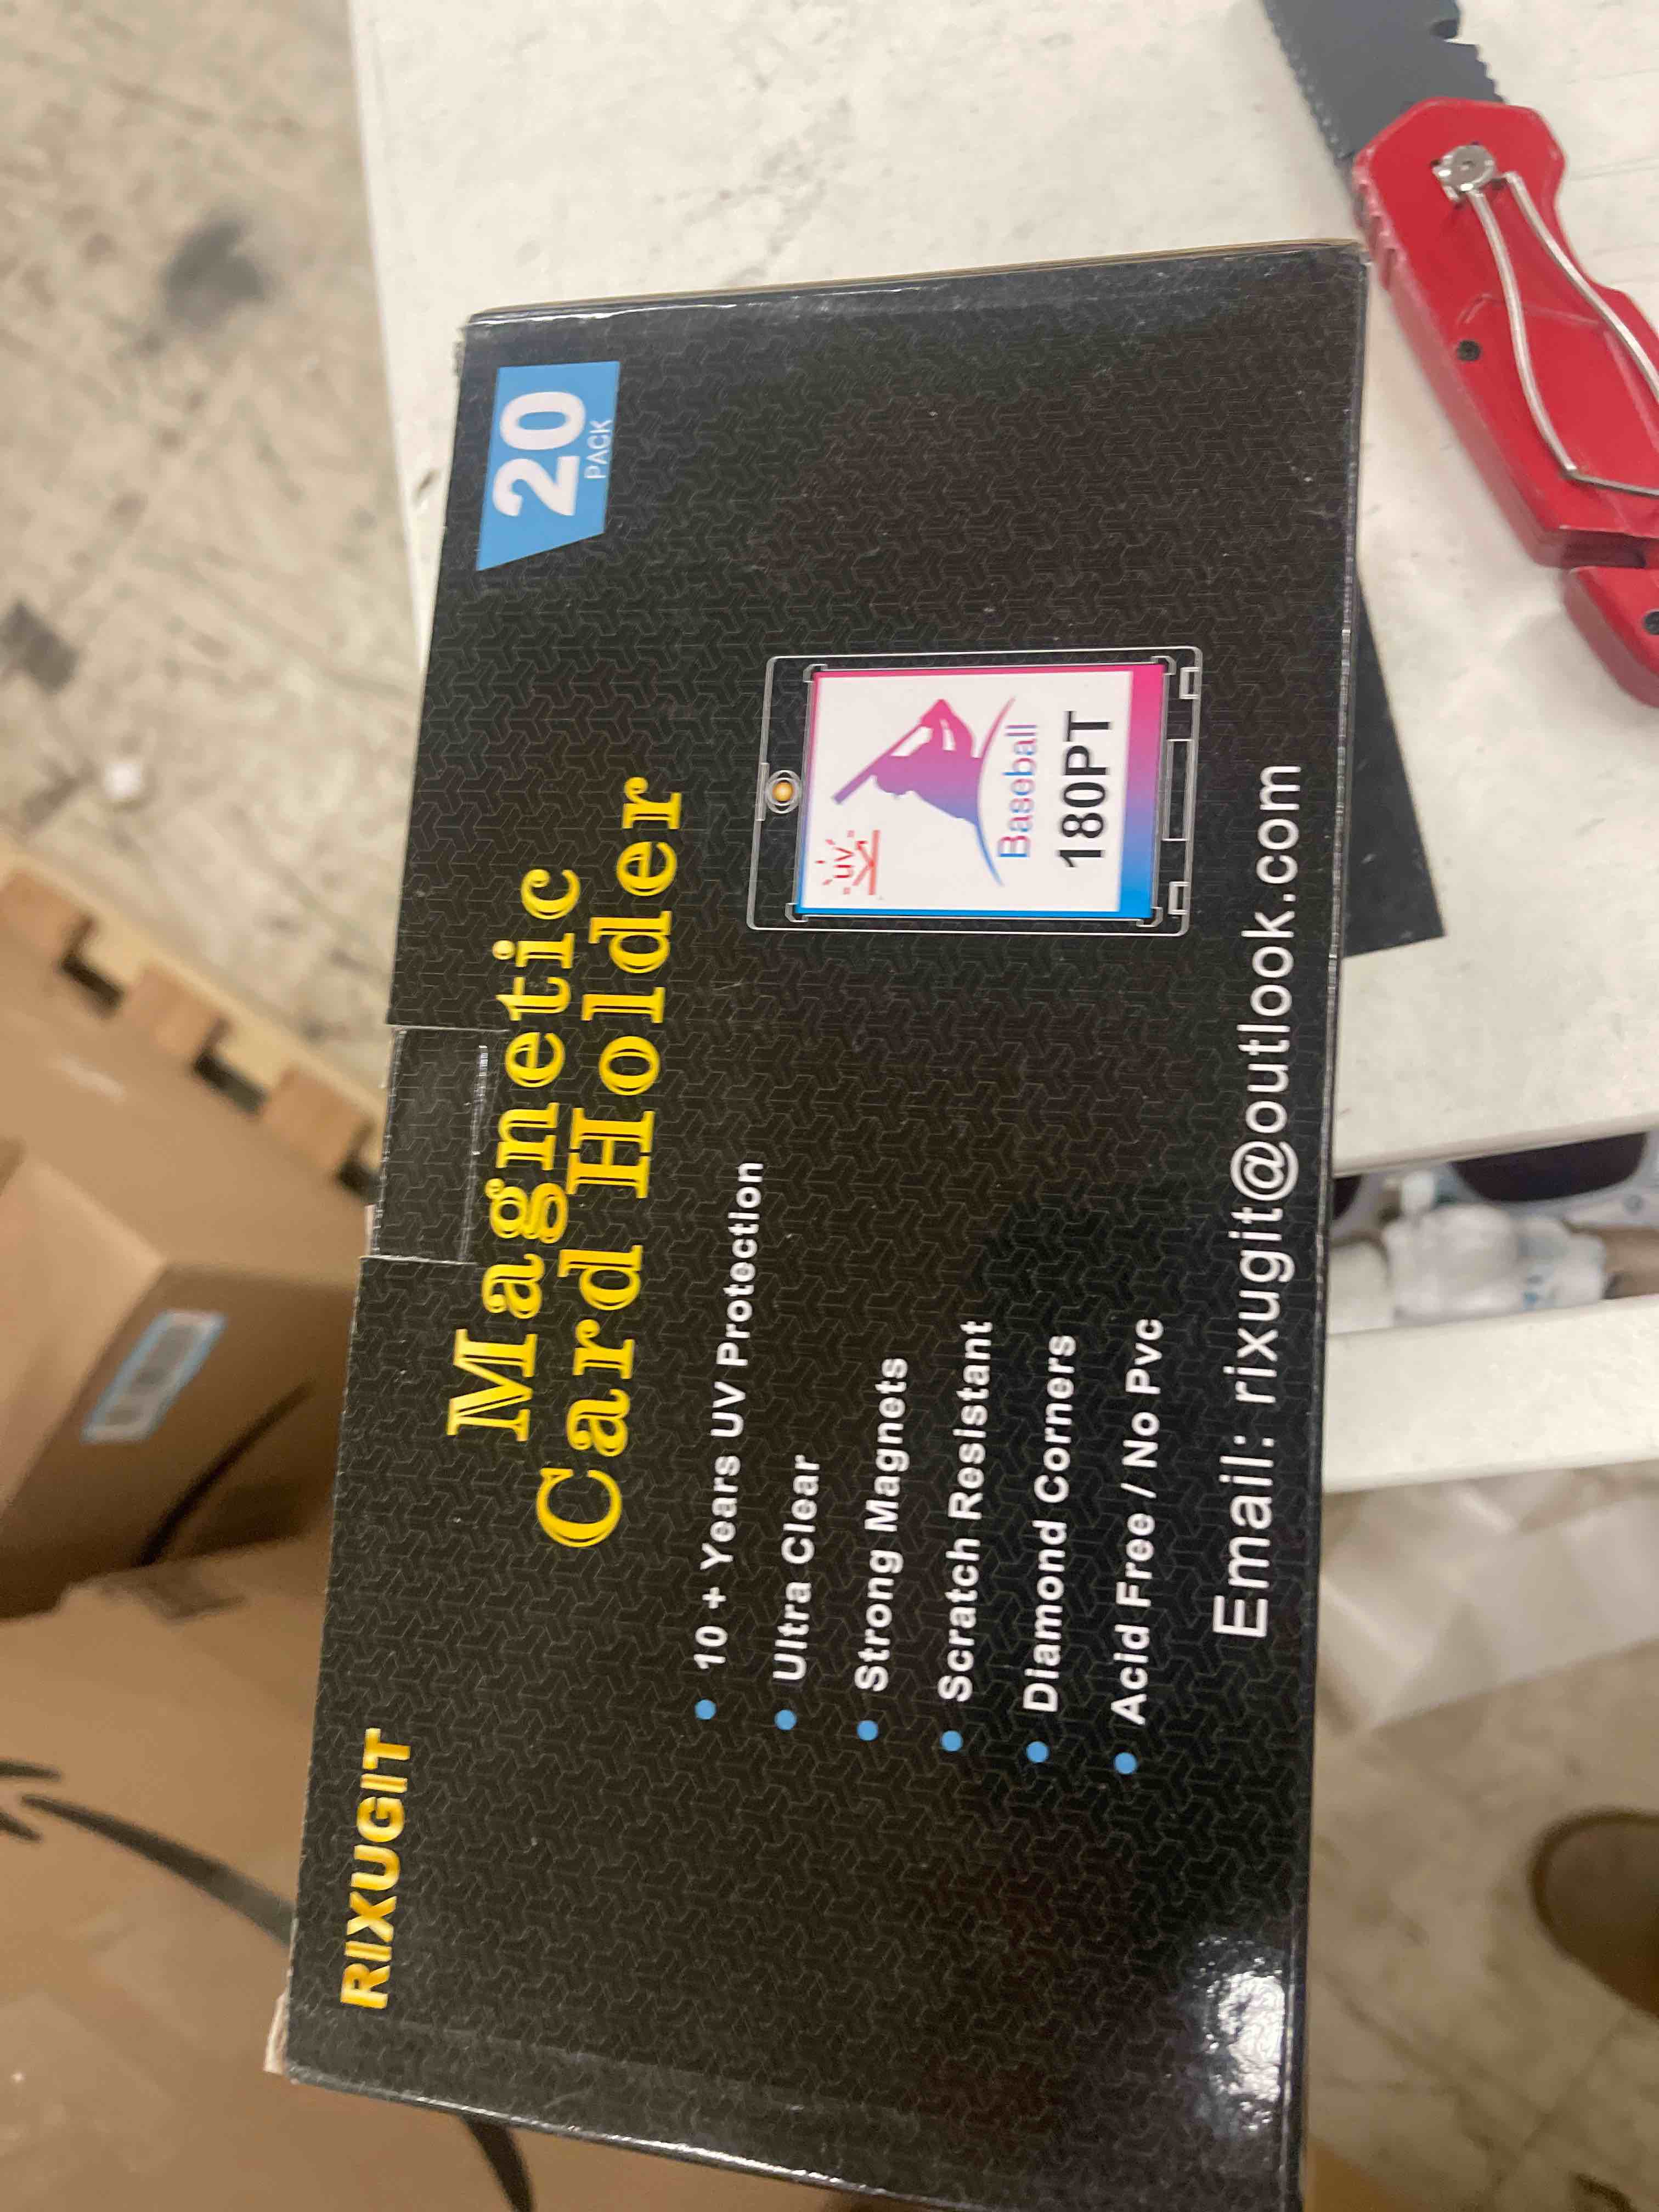 RIXUGIT
20
PACK
Magnetic
Card Holder
10 + Years UV Protection
Ultra Clear
Strong Magnets
Scratch Resistant
Diamond Corners
Acid Free / No Pvc
UV
Baseball
180PT
Email: rixugit@outlook.com